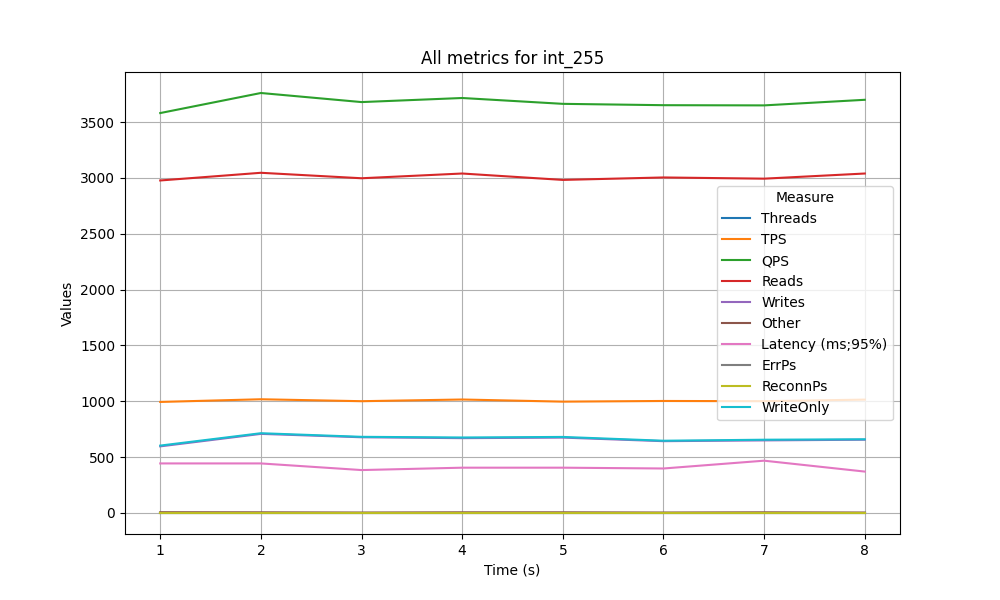 All metrics for int_255
Values
3500
3000
2500
2000
1500
1000
500
0
Measure
Threads
TPS
QPS
Reads
Writes
Other
Latency (ms;95%)
ErrPs
ReconnPs
WriteOnly
1 2 3 4 5 6 7 8
Time (s)